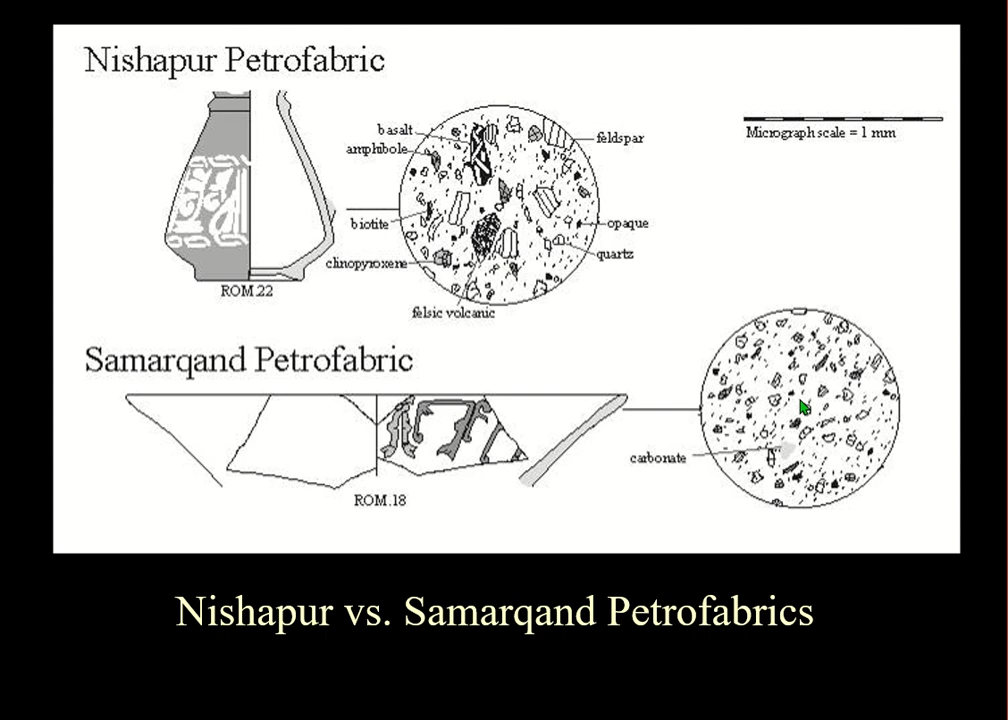 Nishapur Petrofabric
basalt
amphibole
feldspar
Micrograph scale = 1 mm
biotite
opaque
quartz
clinopyroxene
ROM.22
felsic volcanic
Samarqand Petrofabric
carbonate
ROM.18
Nishapur vs. Samarqand Petrofabrics